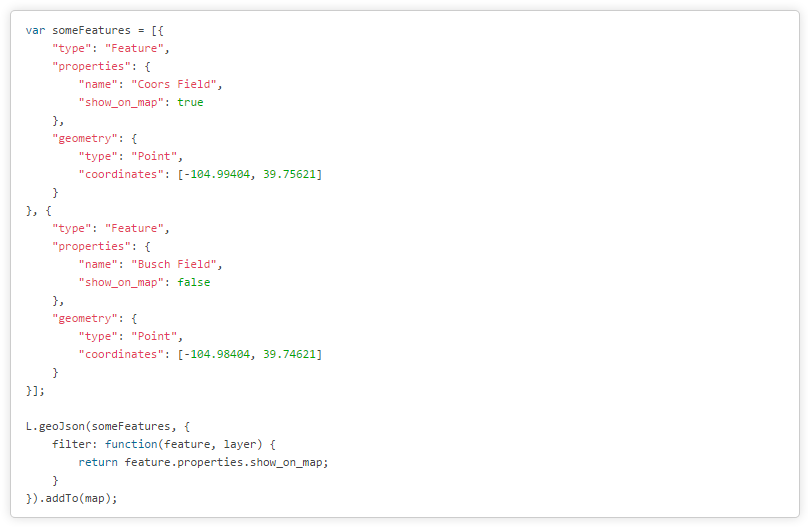 var someFeatures = [{
    "type": "Feature",
    "properties": {
        "name": "Coors Field",
        "show_on_map": true
    },
    "geometry": {
        "type": "Point",
        "coordinates": [-104.99404, 39.75621]
    }
}, {
    "type": "Feature",
    "properties": {
        "name": "Busch Field",
        "show_on_map": false
    },
    "geometry": {
        "type": "Point",
        "coordinates": [-104.98404, 39.74621]
    }
}];

L.geoJson(someFeatures, {
    filter: function(feature, layer) {
        return feature.properties.show_on_map;
    }
}).addTo(map);